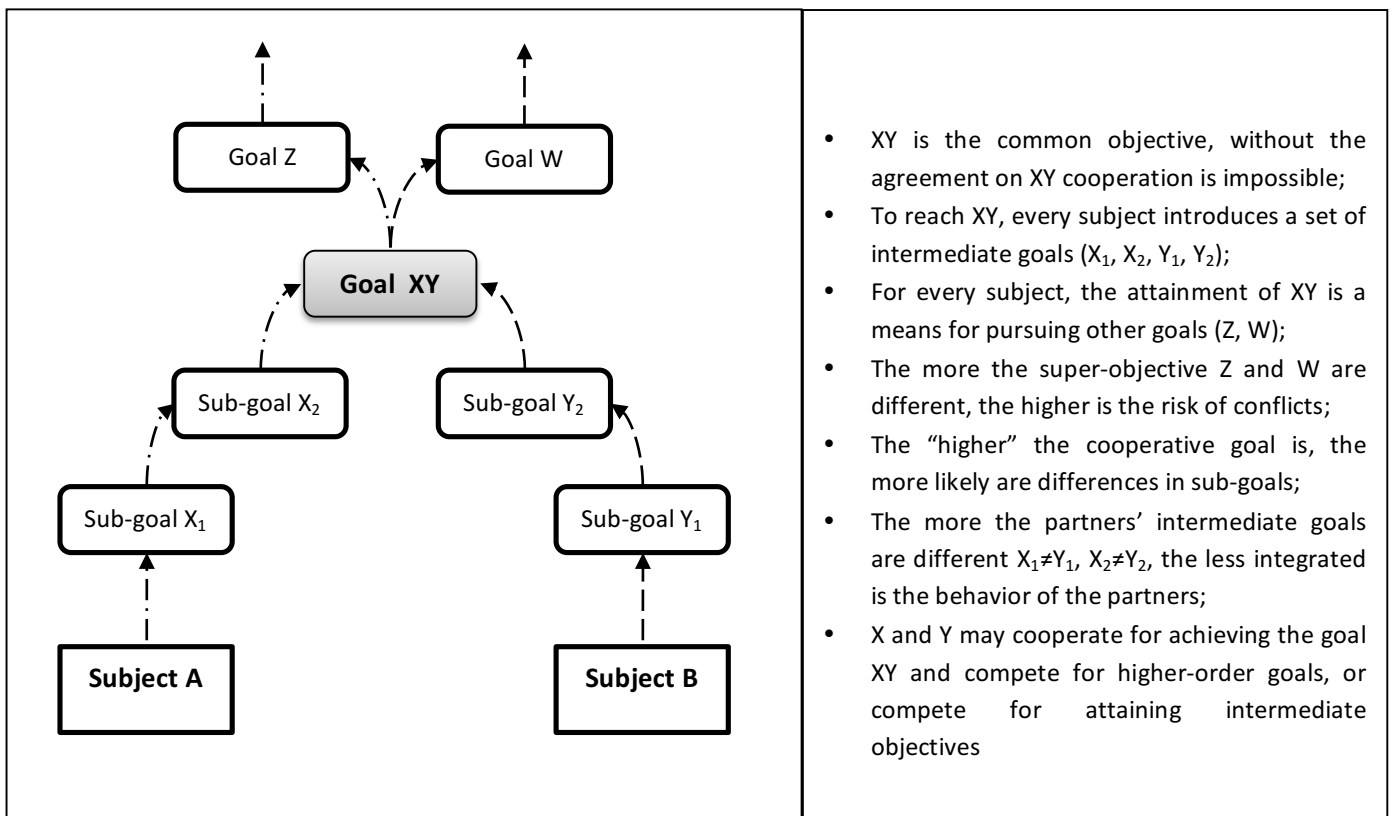 Goal Z
Goal W
Goal XY
Sub-goal X₂
Sub-goal Y₂
Sub-goal X₁
Sub-goal Y₁
Subject A
Subject B
• XY is the common objective, without the
agreement on XY cooperation is impossible;
• To reach XY, every subject introduces a set of
intermediate goals (X₁, X₂, Y₁, Y₂);
• For every subject, the attainment of XY is a
means for pursuing other goals (Z, W);
• The more the super-objective Z and W are
different, the higher is the risk of conflicts;
• The “higher” the cooperative goal is, the
more likely are differences in sub-goals;
• The more the partners’ intermediate goals
are different X₁≠Y₁, X₂≠Y₂, the less integrated
is the behavior of the partners;
• X and Y may cooperate for achieving the goal
XY and compete for higher-order goals, or
compete for attaining intermediate
objectives